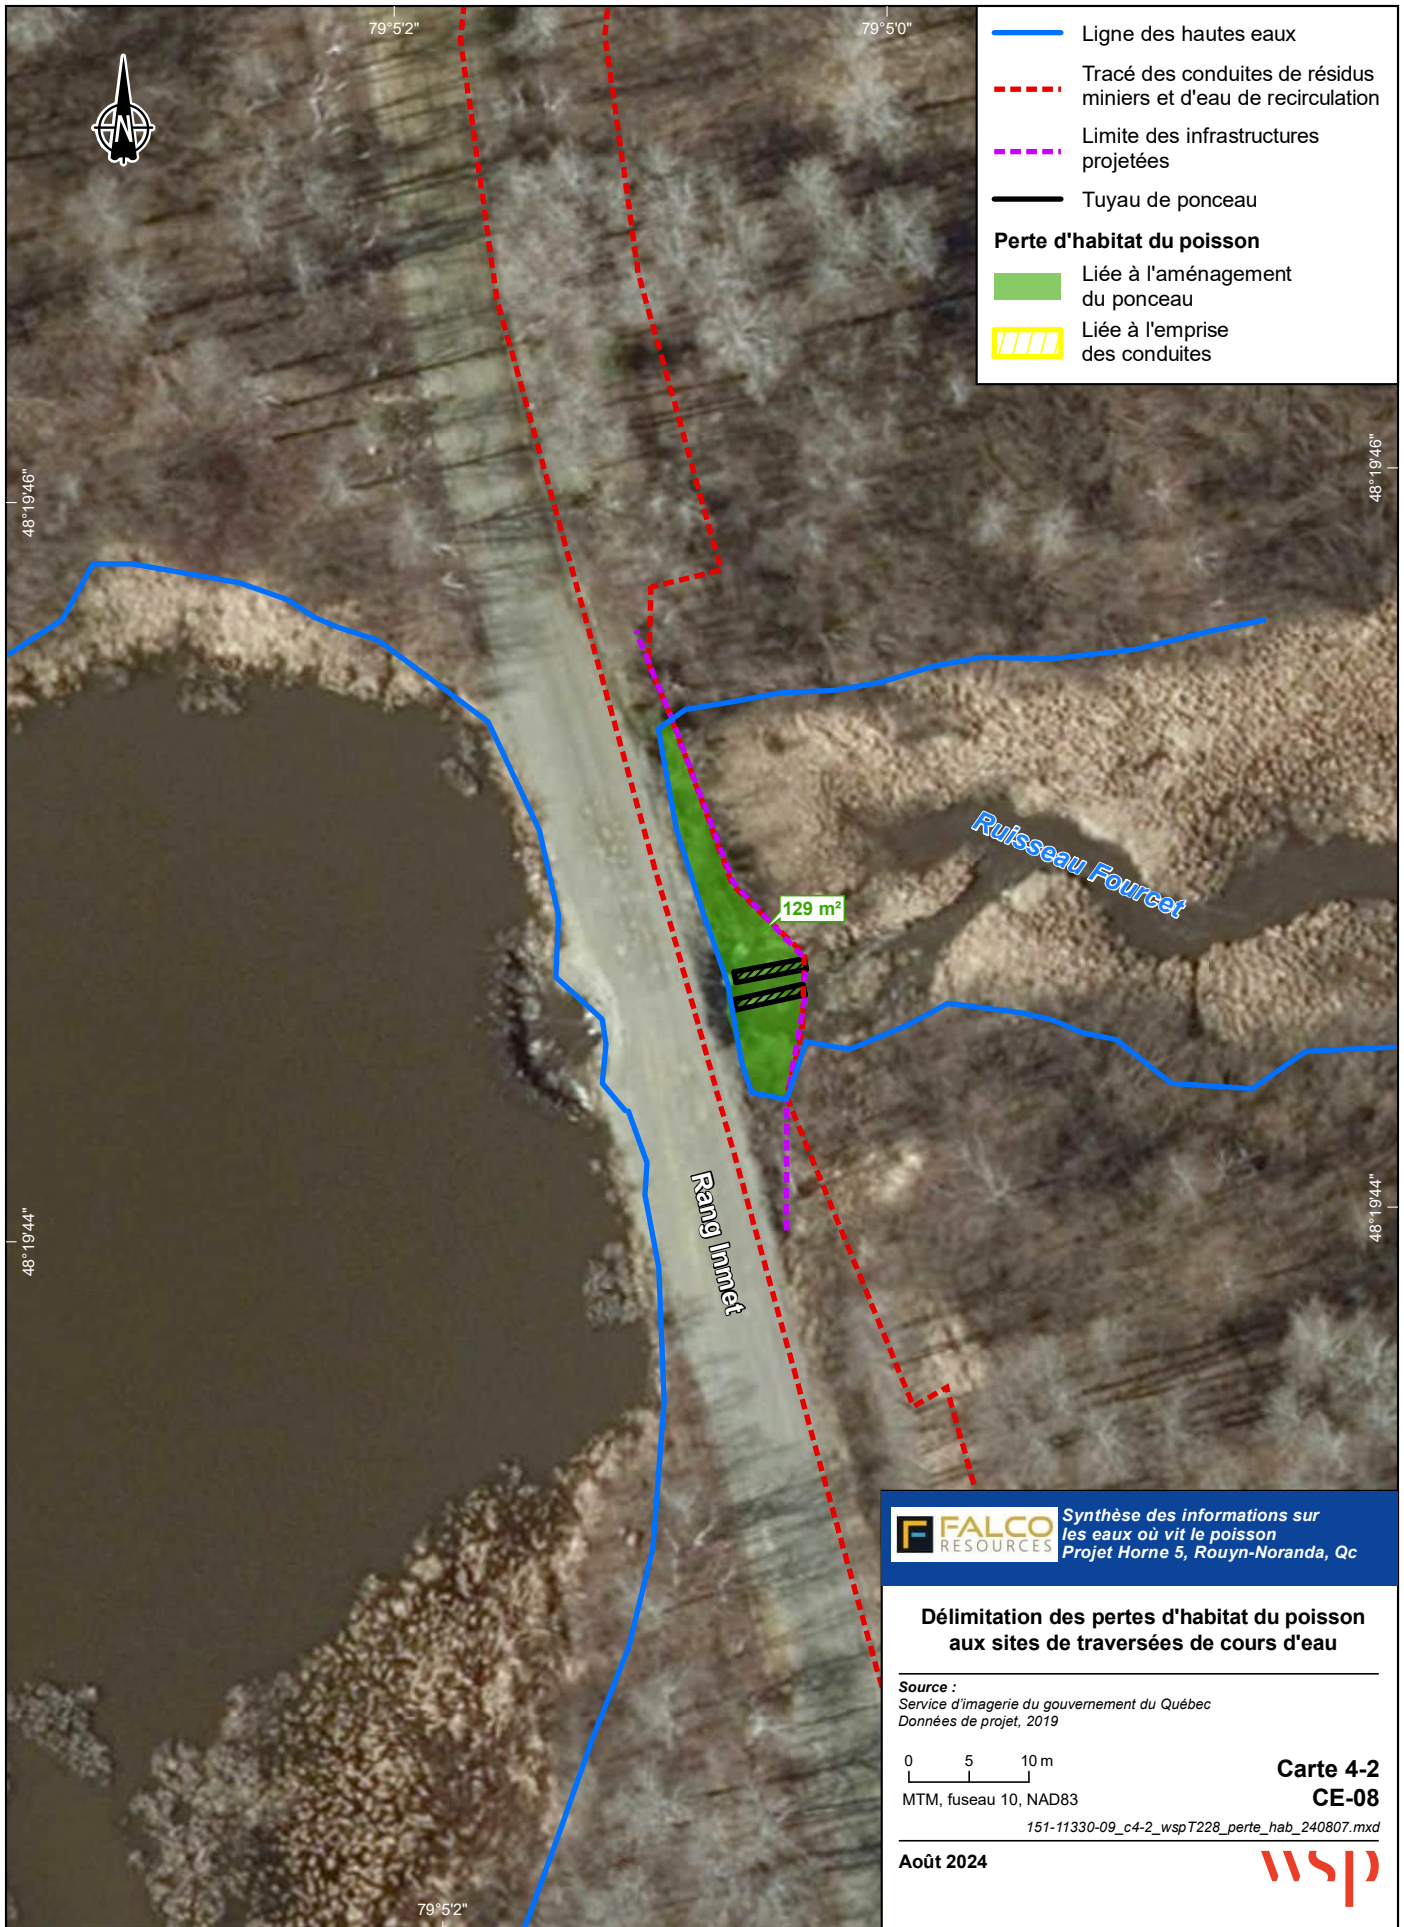 79°5'2"
79°5'0"
N
Ligne des hautes eaux
Tracé des conduites de résidus
miniers et d'eau de recirculation
Limite des infrastructures
projetées
Tuyau de ponceau
Perte d'habitat du poisson
Liée à l'aménagement
du ponceau
Liée à l'emprise
des conduites
48°19'46"
48°19'46"
Ruisseau Fourcet
129 m²
48°19'44"
48°19'44"
Rang Inmet
FALCO
RESOURCES
Synthèse des informations sur
les eaux où vit le poisson
Projet Horne 5, Rouyn-Noranda, Qc
Délimitation des pertes d'habitat du poisson
aux sites de traversées de cours d'eau
Source :
Service d'imagerie du gouvernement du Québec
Données de projet, 2019
0 5 10 m
MTM, fuseau 10, NAD83
Carte 4-2
CE-08
151-11330-09_c4-2_wspT228_perte_hab_240807.mxd
Août 2024
wsp
79°5'2"